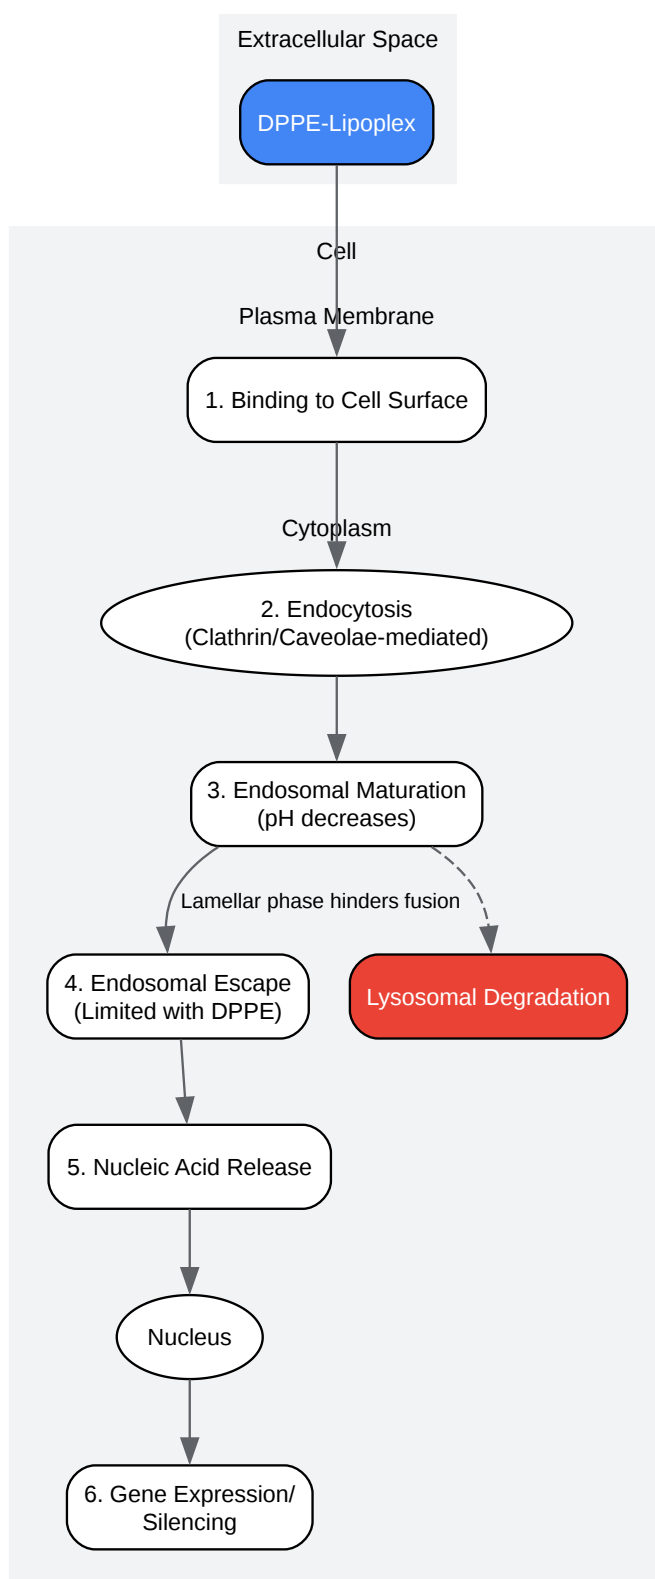 Extracellular Space
DPPE-Lipoplex
Cell
Plasma Membrane
1. Binding to Cell Surface
Cytoplasm
2. Endocytosis
(Clathrin/Caveolae-mediated)
3. Endosomal Maturation
(pH decreases)
Lamellar phase hinders fusion
4. Endosomal Escape
(Limited with DPPE)
Lysosomal Degradation
5. Nucleic Acid Release
Nucleus
6. Gene Expression/
Silencing